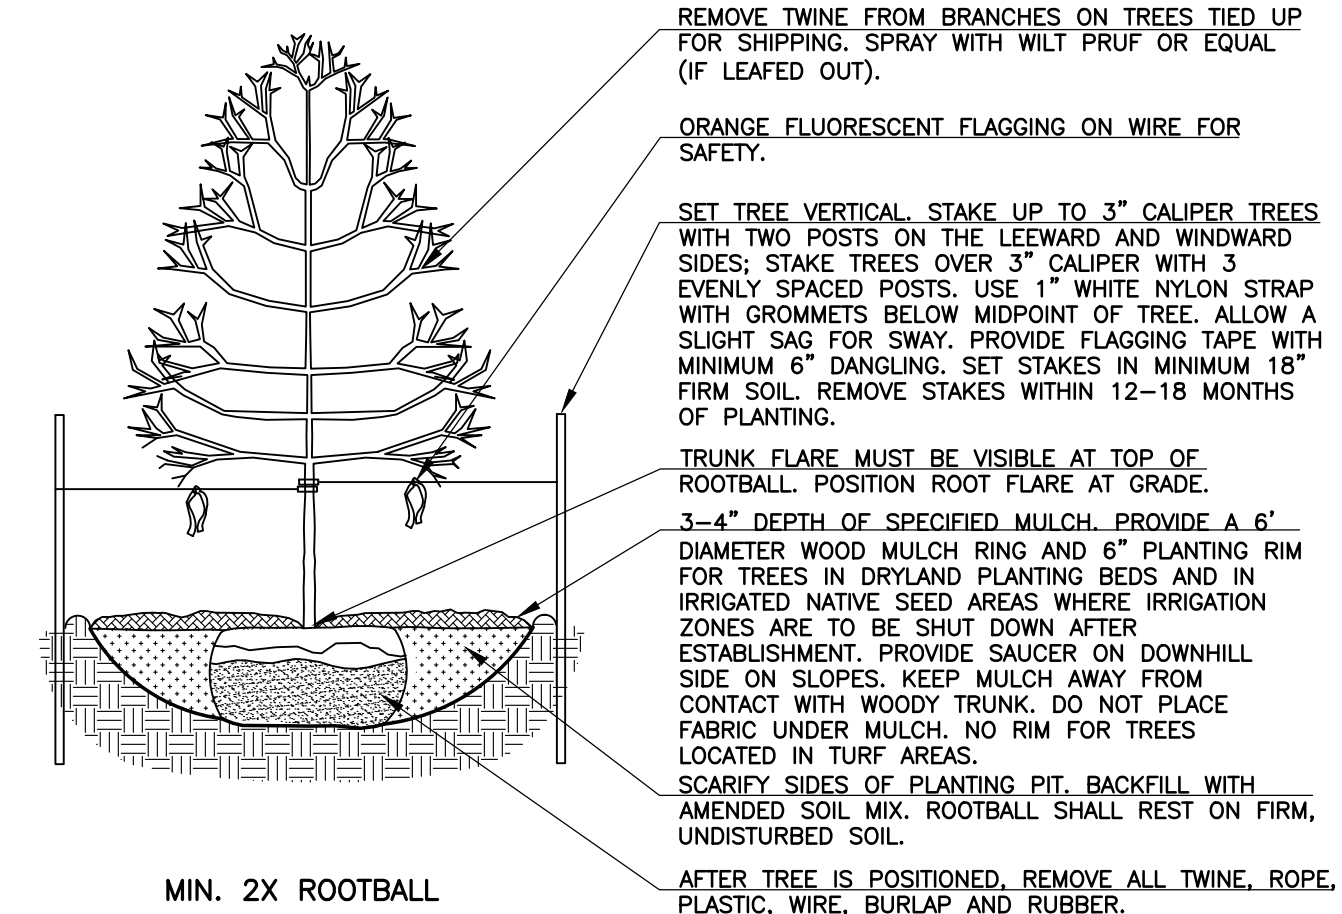 REMOVE TWINE FROM BRANCHES ON TREES TIED UP
FOR SHIPPING. SPRAY WITH WILT PRUF OR EQUAL
(IF LEAFED OUT).
ORANGE FLUORESCENT FLAGGING ON WIRE FOR
SAFETY.
SET TREE VERTICAL. STAKE UP TO 3" CALIPER TREES
WITH TWO POSTS ON THE LEEWARD AND WINDWARD
SIDES; STAKE TREES OVER 3" CALIPER WITH 3
EVENLY SPACED POSTS. USE 1" WHITE NYLON STRAP
WITH GROMMETS BELOW MIDPOINT OF TREE. ALLOW A
SLIGHT SAG FOR SWAY. PROVIDE FLAGGING TAPE WITH
MINIMUM 6" DANGLING. SET STAKES IN MINIMUM 18"
FIRM SOIL. REMOVE STAKES WITHIN 12-18 MONTHS
OF PLANTING.
TRUNK FLARE MUST BE VISIBLE AT TOP OF
ROOTBALL. POSITION ROOT FLARE AT GRADE.
3-4" DEPTH OF SPECIFIED MULCH. PROVIDE A 6'
DIAMETER WOOD MULCH RING AND 6" PLANTING RIM
FOR TREES IN DRYLAND PLANTING BEDS AND IN
IRRIGATED NATIVE SEED AREAS WHERE IRRIGATION
ZONES ARE TO BE SHUT DOWN AFTER
ESTABLISHMENT. PROVIDE SAUCER ON DOWNHILL
SIDE ON SLOPES. KEEP MULCH AWAY FROM
CONTACT WITH WOODY TRUNK. DO NOT PLACE
FABRIC UNDER MULCH. NO RIM FOR TREES
LOCATED IN TURF AREAS.
SCARIFY SIDES OF PLANTING PIT. BACKFILL WITH
AMENDED SOIL MIX. ROOTBALL SHALL REST ON FIRM,
UNDISTURBED SOIL.
AFTER TREE IS POSITIONED, REMOVE ALL TWINE, ROPE,
PLASTIC, WIRE, BURLAP AND RUBBER.
MIN. 2X ROOTBALL